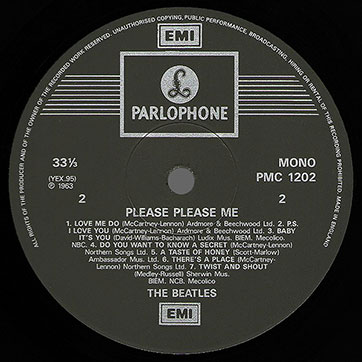 ALL RIGHTS OF THE PRODUCER AND OF THE OWNER OF THE RECORDED WORK RESERVED. UNAUTHORISED COPYING, PUBLIC PERFORMANCE, BROADCASTING, HIRING OR RENTAL OF THIS RECORDING PROHIBITED. MADE IN ENGLAND
EMI
£
PARLOPHONE
33⅓ MONO
(YEX.95) PMC 1202
℗ 1963
2 2
PLEASE PLEASE ME
1. LOVE ME DO (McCartney-Lennon) Ardmore & Beechwood Ltd. 2. P.S.
I LOVE YOU (McCartney-Lennon) Ardmore & Beechwood Ltd. 3. BABY
IT'S YOU (David-Williams-Bacharach) Ludix Mus. BIEM. Mecolico.
NBC. 4. DO YOU WANT TO KNOW A SECRET (McCartney-Lennon)
Northern Songs Ltd. 5. A TASTE OF HONEY (Scott-Marlow)
Ambassador Mus. Ltd. 6. THERE'S A PLACE (McCartney-
Lennon) Northern Songs Ltd. 7. TWIST AND SHOUT
(Medley-Russell) Sherwin Mus.
BIEM. NCB. Mecolico
THE BEATLES
EMI